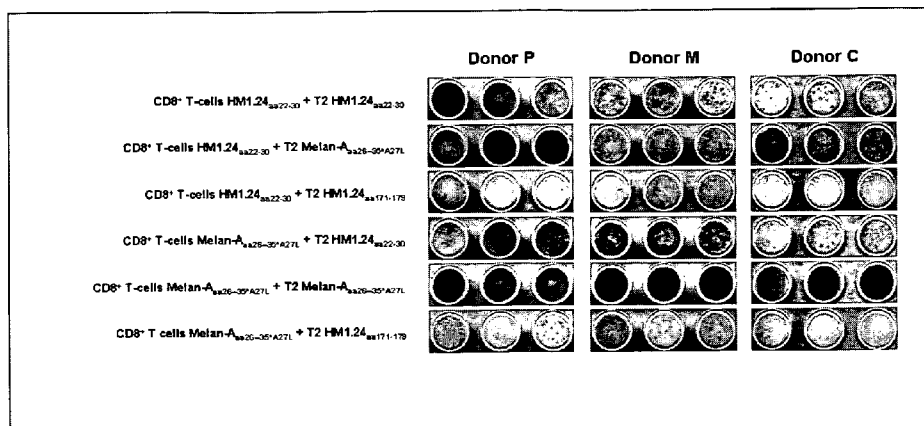 Donor P Donor M Donor C
CD8+ T-cells HM1.24aa22-30 + T2 HM1.24aa22-30
CD8+ T-cells HM1.24aa22-30 + T2 Melan-Aaa26-35*A27L
CD8+ T-cells HM1.24aa22-30 + T2 HM1.24aa171-179
CD8+ T-cells Melan-Aaa26-35*A27L + T2 HM1.24aa22-30
CD8+ T-cells Melan-Aaa26-35*A27L + T2 Melan-Aaa26-35*A27L
CD8+ T cells Melan-Aaa26-35*A27L + T2 HM1.24aa171-179